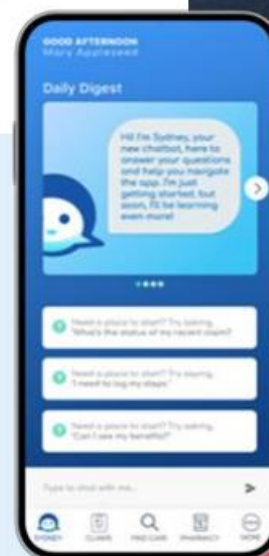 GOOD AFTERNOON
Mary Appleseed
Daily Digest
Hi! I'm Sydney, your
new chatbot, here to
answer your questions
and help you navigate
the app. I'm just
getting started, but
soon, I'll be learning
even more!
Need a place to start? Try asking,
"What's the status of my recent claim?"
Need a place to start? Try saying,
"I need to log my steps."
Need a place to start? Try asking,
"Can I see my benefits?"
Type to chat with me...
SYDNEY
CLAIMS
FIND CARE
PHARMACY
MORE